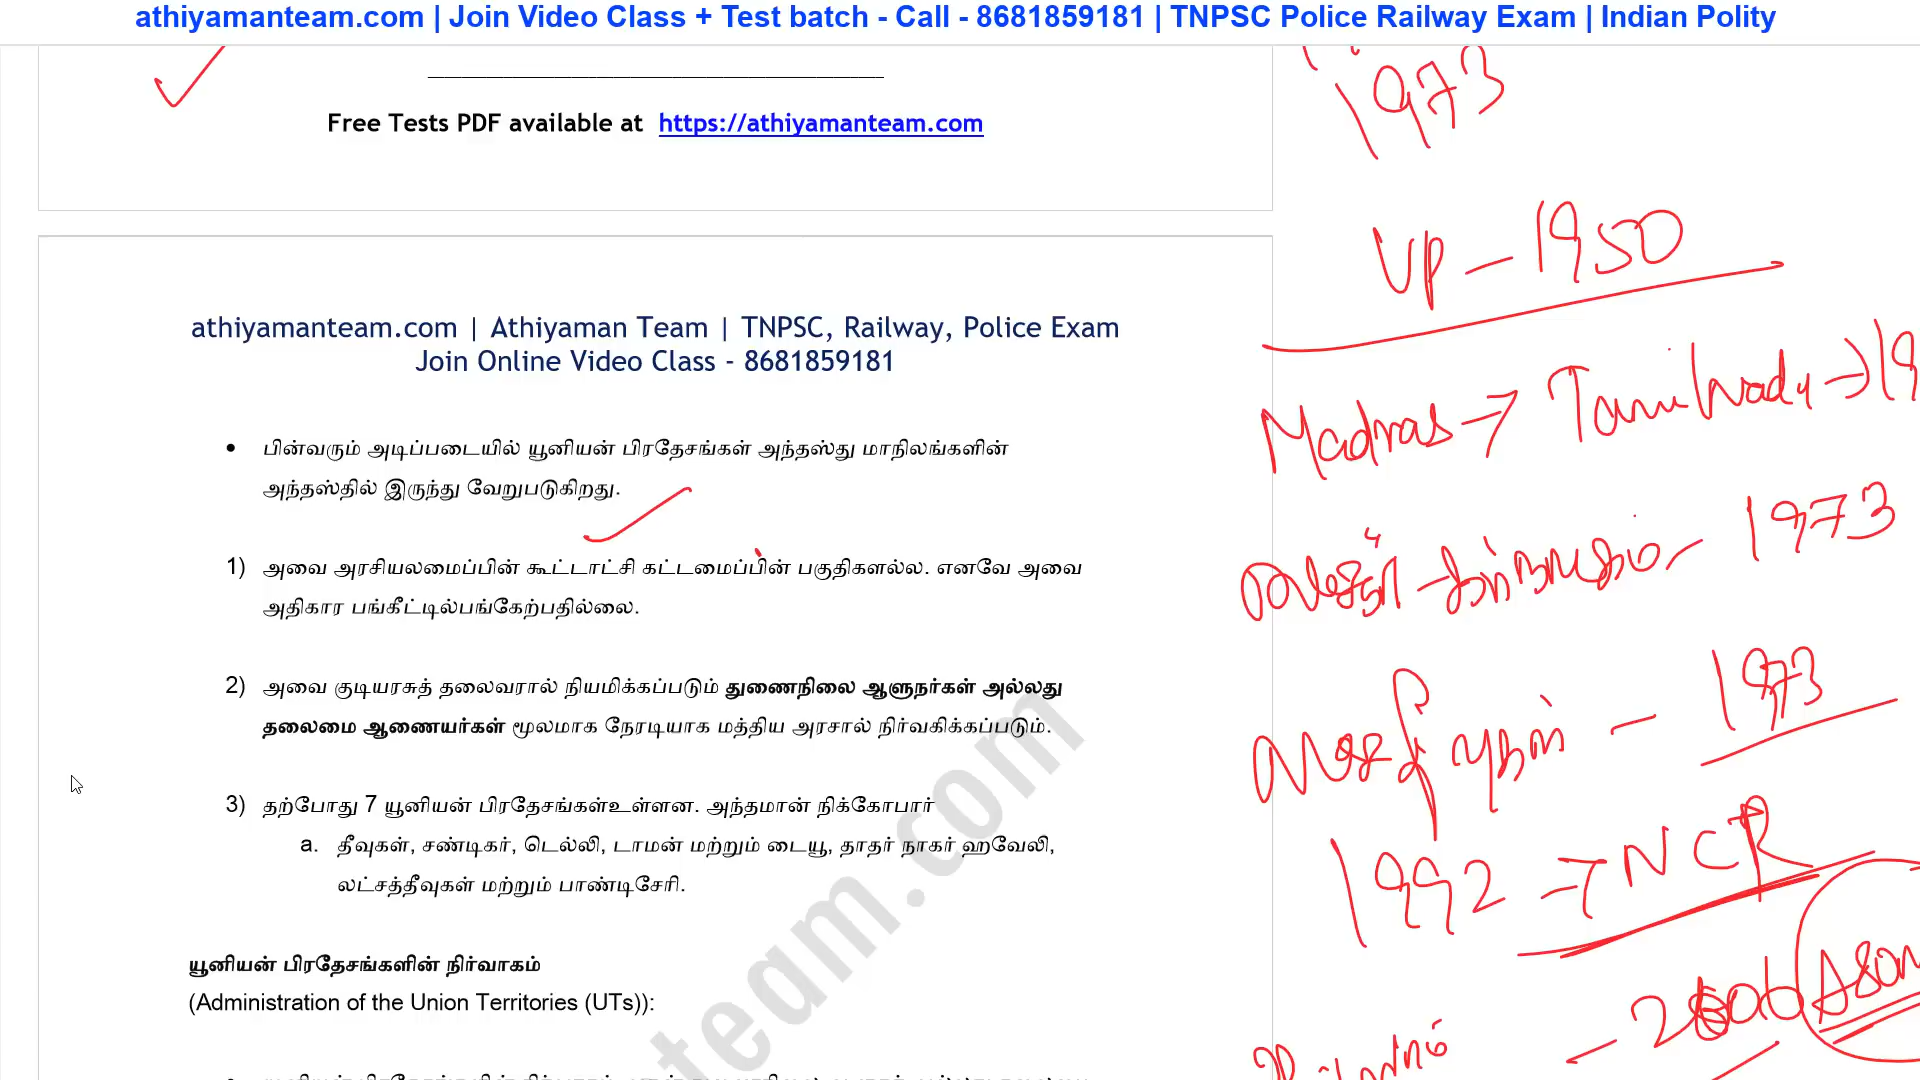 athiyamanteam.com | Join Video Class + Test batch - Call - 8681859181 | TNPSC Police Railway Exam | Indian Polity
Free Tests PDF available at https://athiyamanteam.com
athiyamanteam.com | Athiyaman Team | TNPSC, Railway, Police Exam
Join Online Video Class - 8681859181
• பின்வரும் அடிப்படையில் யூனியன் பிரதேசங்கள் அந்தஸ்து மாநிலங்களின்
அந்தஸ்தில் இருந்து வேறுபடுகிறது.
1) அவை அரசியலமைப்பின் கூட்டாட்சி கட்டமைப்பின் பகுதிகளல்ல. எனவே அவை
அதிகார பங்கீட்டில்பங்கேற்பதில்லை.
2) அவை குடியரசுத் தலைவரால் நியமிக்கப்படும் துணைநிலை ஆளுநர்கள் அல்லது
தலைமை ஆணையர்கள் மூலமாக நேரடியாக மத்திய அரசால் நிர்வகிக்கப்படும்.
3) தற்போது 7 யூனியன் பிரதேசங்கள்உள்ளன. அந்தமான் நிக்கோபார்
a. தீவுகள், சண்டிகர், டெல்லி, டாமன் மற்றும் டையூ, தாதர் நாகர் ஹவேலி,
லட்சத்தீவுகள் மற்றும் பாண்டிசேரி.
யூனியன் பிரதேசங்களின் நிர்வாகம்
(Administration of the Union Territories (UTs)):
team.com
1973
UP - 1950
Madras → Tamilnadu → 19
மைசூர் - கர்நாடகம் - 1973
- 1973
1992 → NCR